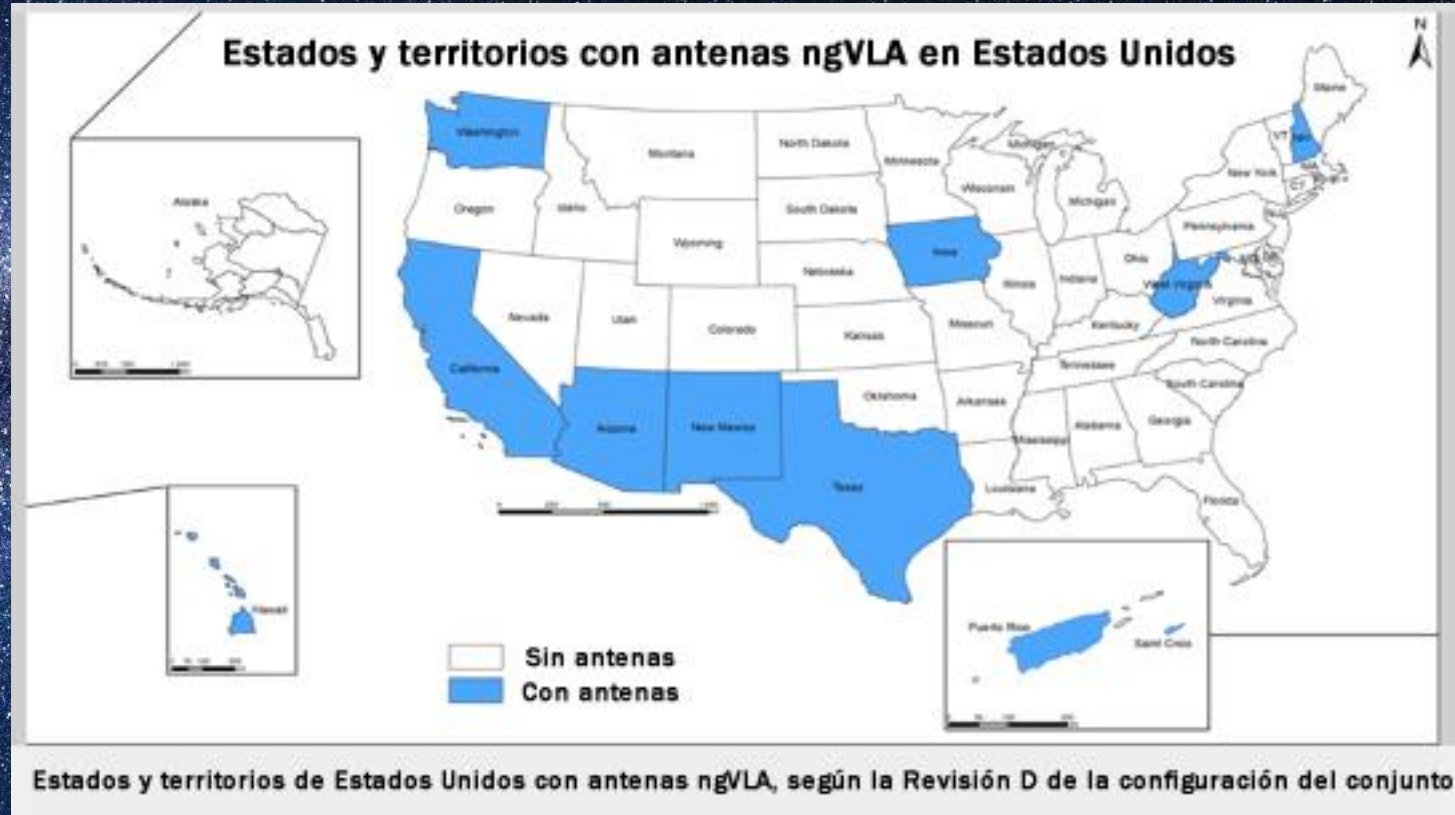 Estados y territorios con antenas ngVLA en Estados Unidos
N
Maine
Washington
Montana
North Dakota
Minnesota
Michigan
VT
NH
Oregon
Idaho
South Dakota
Wisconsin
Michigan
New York
MA
CT
Alaska
Wyoming
Iowa
Pennsylvania
NJ
Nebraska
Illinois
Indiana
Ohio
West Virginia
Virginia
Nevada
Utah
Colorado
Kansas
Missouri
Kentucky
North Carolina
California
Tennessee
Oklahoma
Arkansas
South Carolina
Arizona
New Mexico
Mississippi
Alabama
Georgia
Texas
Louisiana
Florida
Hawaii
Puerto Rico
Saint Croix
Sin antenas
Con antenas
Estados y territorios de Estados Unidos con antenas ngVLA, según la Revisión D de la configuración del conjunto